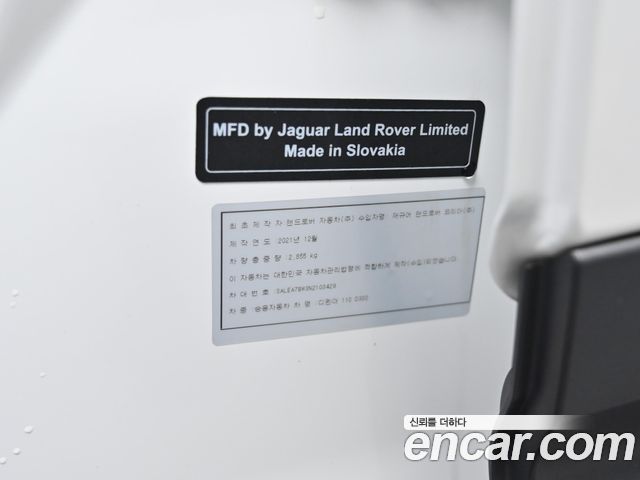 MFD by Jaguar Land Rover Limited
Made in Slovakia
최 초 제 작 자 :랜드로버 자동차(주) 수입자명: 재규어 랜드로버 코리아(주)
제 작 연 도 :2021년 12월
차 량 총 중 량 : kg
이 자동차는 대한민국 자동차관리법령에 적합하게 제작(수입)되었습니다.
차 대 번 호 :
차 종 :승용자동차 차 명 :디펜더 110 D300
신뢰를 더하다
encar.com